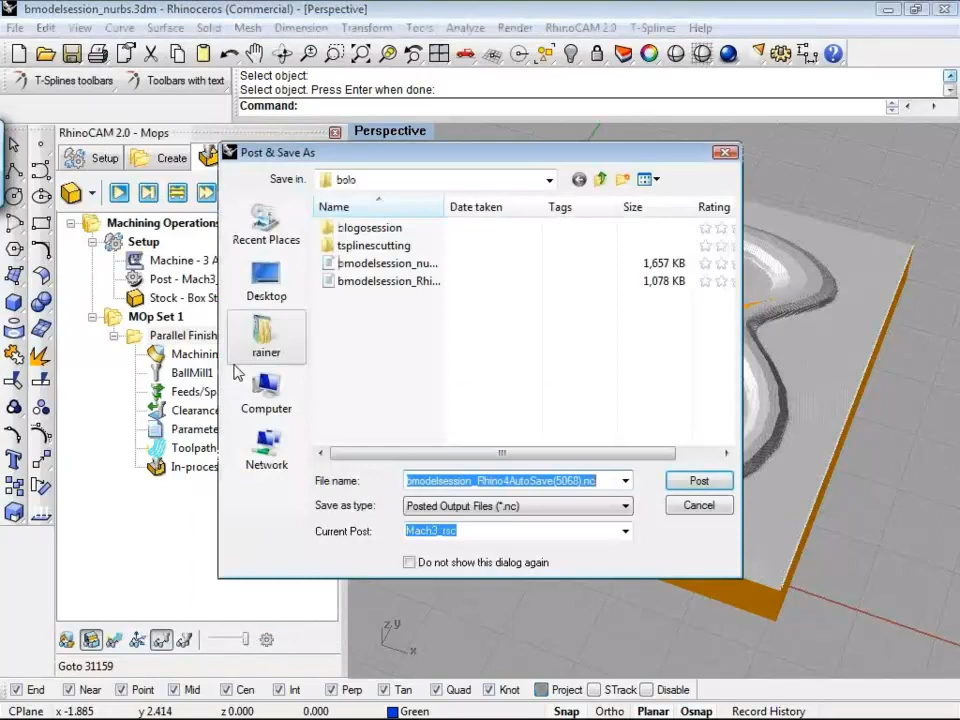 bmodelsession_nurbs.3dm - Rhinoceros (Commercial) - [Perspective]
File Edit View Curve Surface Solid Mesh Dimension Transform Tools Analyze Render RhinoCAM 2.0 T-Splines Help
T-Splines toolbars Toolbars with text
Select object:
Select object. Press Enter when done:
Command:
RhinoCAM 2.0 - Mops
Perspective
Setup Create
Machining Operations
Setup
Machine - 3 A
Post - Mach3_
Stock - Box St
MOp Set 1
Parallel Finish
Machinin
BallMill1
Feeds/Sp
Clearance
Paramete
Toolpath
In-proces
Post & Save As
Save in: bolo
Name Date taken Tags Size Rating
Recent Places
Desktop
rainer
Computer
Network
blogosession
tsplinescutting
bmodelsession_nu... 1,657 KB
bmodelsession_Rhi... 1,078 KB
File name: bmodelsession_Rhino4AutoSave(5068).nc Post
Save as type: Posted Output Files (*.nc) Cancel
Current Post: Mach3_rsc
Do not show this dialog again
z y
x
Goto 31159
End Near Point Mid Cen Int Perp Tan Quad Knot Project STrack Disable
CPlane x -1.885 y 2.414 z 0.000 0.000 Green Snap Ortho Planar Osnap Record History